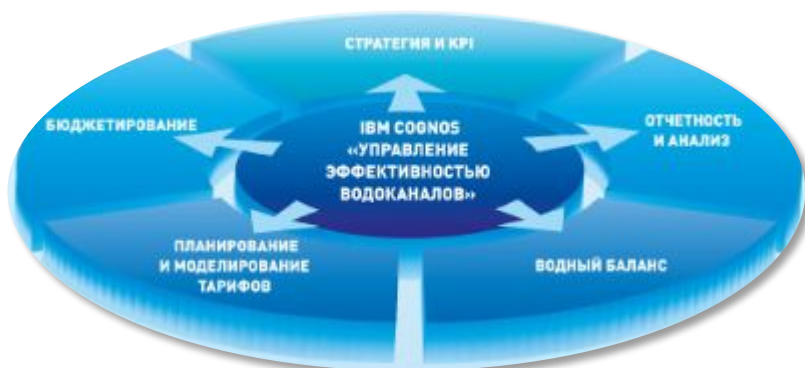 СТРАТЕГИЯ И KPI
БЮДЖЕТИРОВАНИЕ
IBM COGNOS
«УПРАВЛЕНИЕ
ЭФФЕКТИВНОСТЬЮ
ВОДОКАНАЛОВ»
ОТЧЕТНОСТЬ
И АНАЛИЗ
ПЛАНИРОВАНИЕ
И МОДЕЛИРОВАНИЕ
ТАРИФОВ
ВОДНЫЙ БАЛАНС